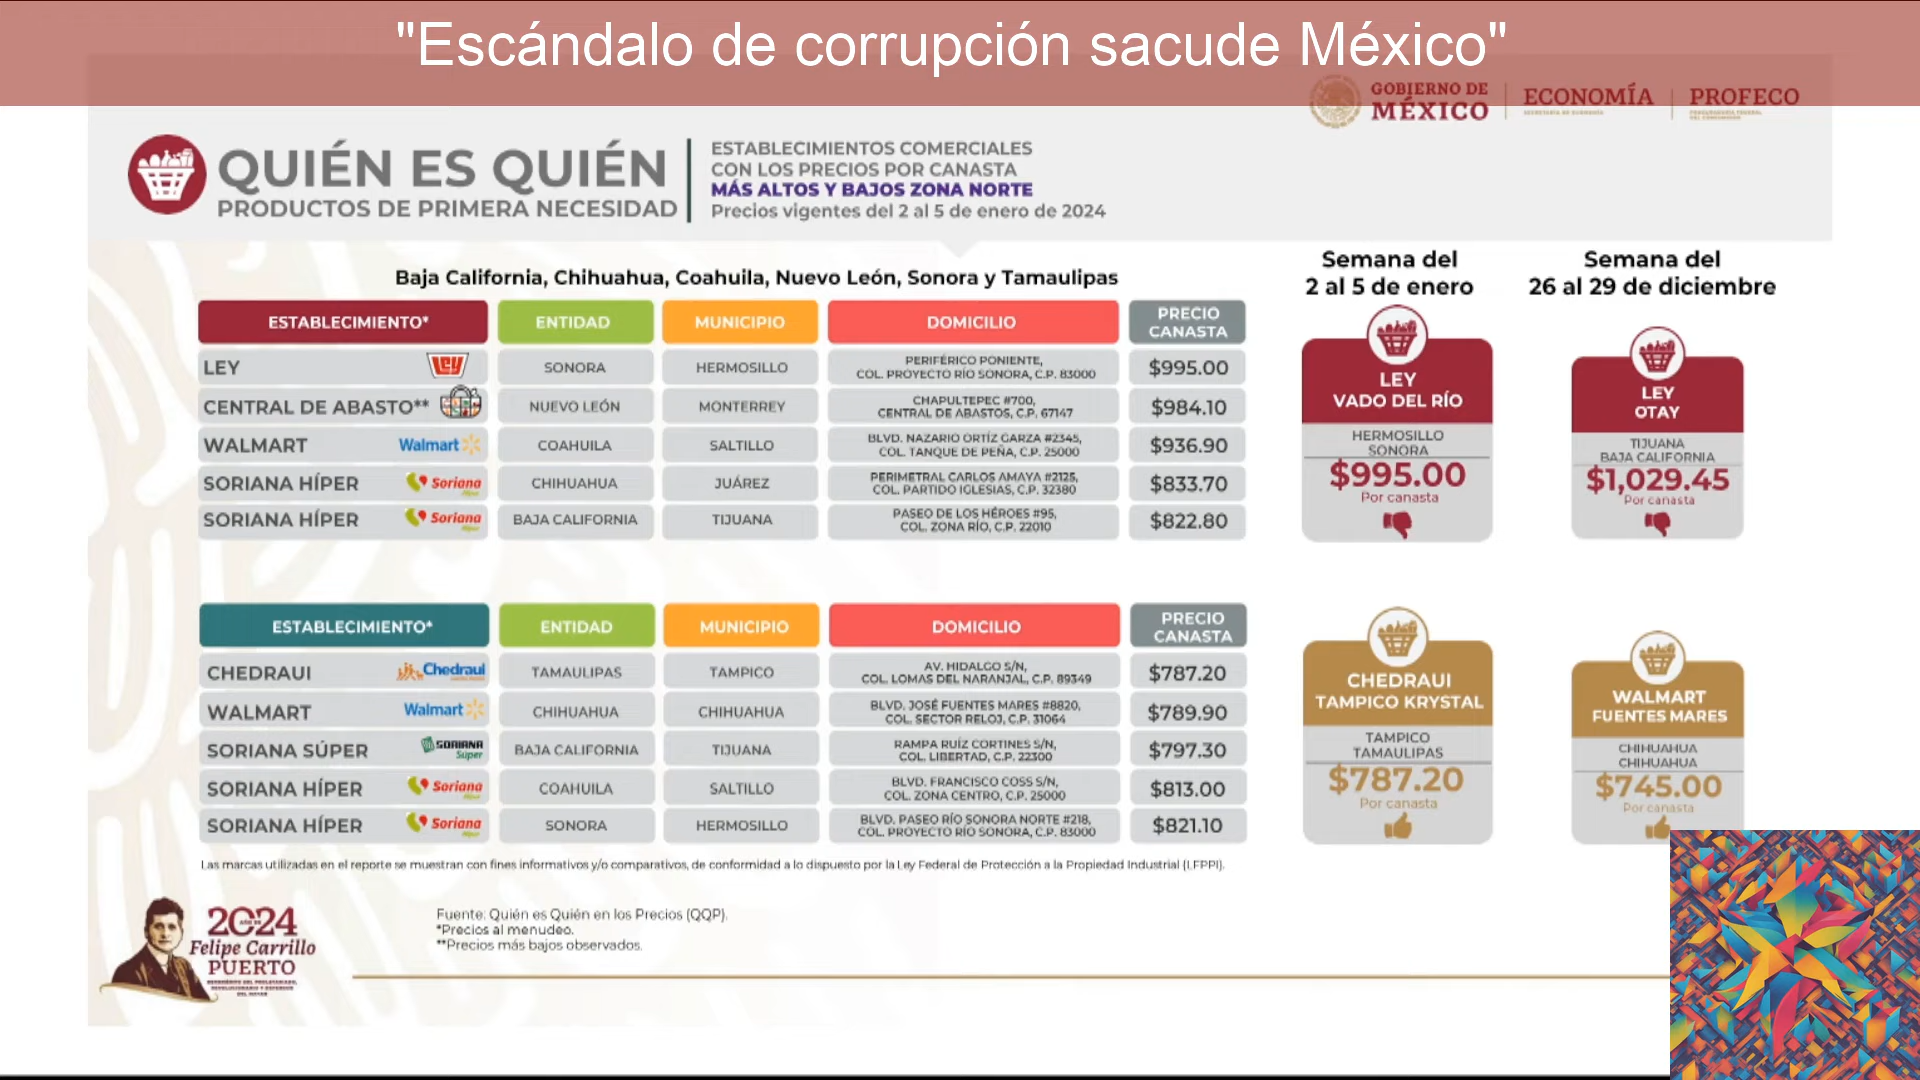 "Escándalo de corrupción sacude México"
GOBIERNO DE
MÉXICO
ECONOMÍA
PROFECO
QUIÉN ES QUIÉN
PRODUCTOS DE PRIMERA NECESIDAD
ESTABLECIMIENTOS COMERCIALES
CON LOS PRECIOS POR CANASTA
MÁS ALTOS Y BAJOS ZONA NORTE
Precios vigentes del 2 al 5 de enero de 2024
Baja California, Chihuahua, Coahuila, Nuevo León, Sonora y Tamaulipas
ESTABLECIMIENTO* ENTIDAD MUNICIPIO DOMICILIO PRECIO CANASTA
LEY LEY SONORA HERMOSILLO PERIFÉRICO PONIENTE, COL. PROYECTO RÍO SONORA, C.P. 83000 $995.00
CENTRAL DE ABASTO** NUEVO LEÓN MONTERREY CHAPULTEPEC #700, CENTRAL DE ABASTOS, C.P. 67147 $984.10
WALMART Walmart COAHUILA SALTILLO BLVD. NAZARIO ORTÍZ GARZA #2345, COL. TANQUE DE PEÑA, C.P. 25000 $936.90
SORIANA HÍPER Soriana CHIHUAHUA JUÁREZ PERIMETRAL CARLOS AMAYA #2125, COL. PARTIDO IGLESIAS, C.P. 32380 $833.70
SORIANA HÍPER Soriana BAJA CALIFORNIA TIJUANA PASEO DE LOS HÉROES #95, COL. ZONA RÍO, C.P. 22010 $822.80
Semana del
2 al 5 de enero
LEY
VADO DEL RÍO
HERMOSILLO
SONORA
$995.00
Por canasta
Semana del
26 al 29 de diciembre
LEY
OTAY
TIJUANA
BAJA CALIFORNIA
$1,029.45
Por canasta
ESTABLECIMIENTO* ENTIDAD MUNICIPIO DOMICILIO PRECIO CANASTA
CHEDRAUI Chedraui TAMAULIPAS TAMPICO AV. HIDALGO S/N, COL. LOMAS DEL NARANJAL, C.P. 89349 $787.20
WALMART Walmart CHIHUAHUA CHIHUAHUA BLVD. JOSÉ FUENTES MARES #8820, COL. SECTOR RELOJ, C.P. 31064 $789.90
SORIANA SÚPER SORIANA Súper BAJA CALIFORNIA TIJUANA RAMPA RUÍZ CORTINES S/N, COL. LIBERTAD, C.P. 22300 $797.30
SORIANA HÍPER Soriana COAHUILA SALTILLO BLVD. FRANCISCO COSS S/N, COL. ZONA CENTRO, C.P. 25000 $813.00
SORIANA HÍPER Soriana SONORA HERMOSILLO BLVD. PASEO RÍO SONORA NORTE #218, COL. PROYECTO RÍO SONORA, C.P. 83000 $821.10
CHEDRAUI
TAMPICO KRYSTAL
TAMPICO
TAMAULIPAS
$787.20
Por canasta
WALMART
FUENTES MARES
CHIHUAHUA
CHIHUAHUA
$745.00
Por canasta
Las marcas utilizadas en el reporte se muestran con fines informativos y/o comparativos, de conformidad a lo dispuesto por la Ley Federal de Protección a la Propiedad Industrial (LFPPI).
2024
Felipe Carrillo
PUERTO
Fuente: Quién es Quién en los Precios (QQP).
*Precios al menudeo.
**Precios más bajos observados.